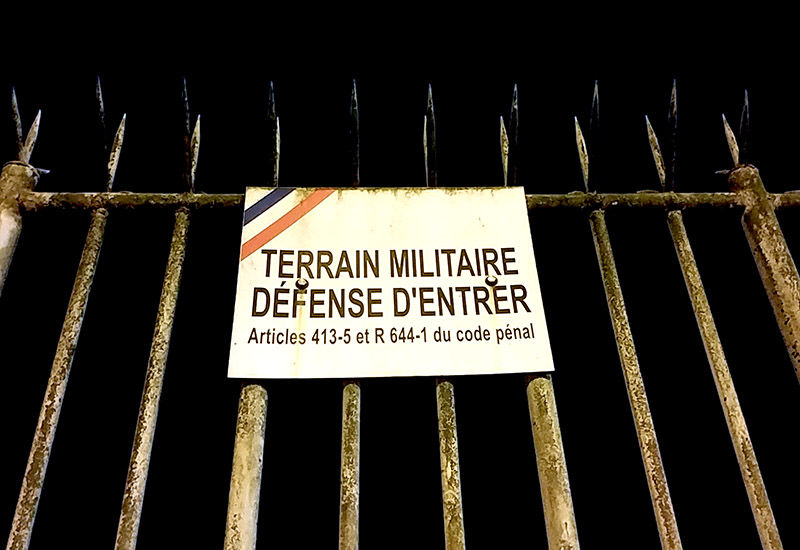 TERRAIN MILITAIRE
DÉFENSE D'ENTRER
Articles 413-5 et R 644-1 du code pénal